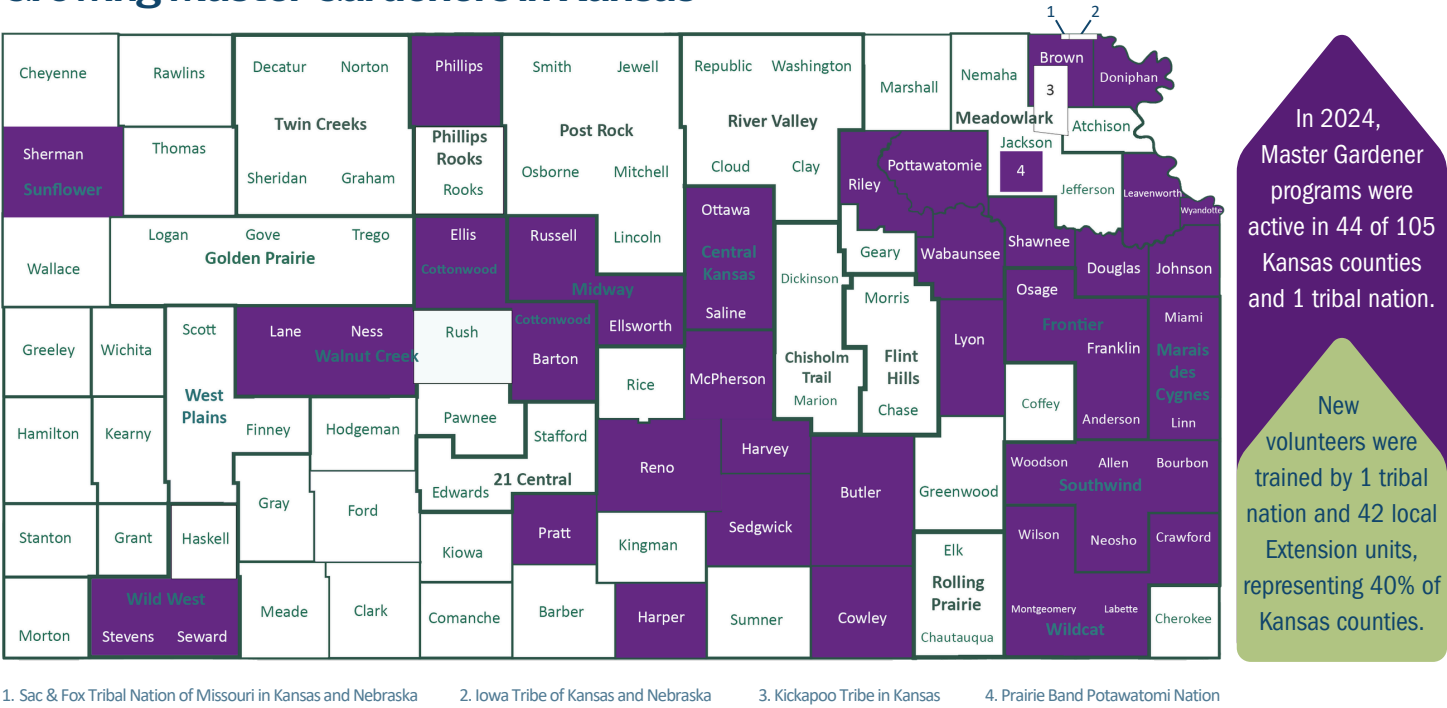 Growing Master Gardeners in Kansas
1 2
Cheyenne
Rawlins
Decatur Norton
Twin Creeks
Sheridan Graham
Phillips
Phillips
Rooks
Rooks
Smith Jewell
Post Rock
Osborne Mitchell
Lincoln
Republic Washington
River Valley
Cloud Clay
Marshall
Nemaha
Brown
3
Doniphan
Meadowlark
Atchison
Jackson
4
Jefferson
Leavenworth
Wyandotte
Sherman
Sunflower
Thomas
Riley
Pottawatomie
Wallace
Logan Gove Trego
Golden Prairie
Ellis
Cottonwood
Russell
Midway
Ellsworth
Ottawa
Central
Kansas
Saline
Dickinson
Chisholm
Trail
Marion
Geary
Morris
Flint
Hills
Chase
Wabaunsee
Shawnee
Douglas
Johnson
Osage
Frontier
Franklin
Anderson
Miami
Marais
des
Cygnes
Linn
Lyon
Coffey
Greeley
Wichita
Scott
West
Plains
Finney
Lane Ness
Walnut Creek
Rush
Cottonwood
Barton
Rice
McPherson
Hamilton
Kearny
Hodgeman
Pawnee
Stafford
21 Central
Edwards
Reno
Harvey
Sedgwick
Butler
Greenwood
Woodson Allen Bourbon
Southwind
Wilson
Neosho
Crawford
Stanton
Grant
Haskell
Gray
Ford
Kiowa
Pratt
Kingman
Elk
Rolling
Prairie
Chautauqua
Morton
Wild West
Stevens Seward
Meade
Clark
Comanche
Barber
Harper
Sumner
Cowley
Montgeomery Labette
Wildcat
Cherokee
In 2024,
Master Gardener
programs were
active in 44 of 105
Kansas counties
and 1 tribal nation.
New
volunteers were
trained by 1 tribal
nation and 42 local
Extension units,
representing 40% of
Kansas counties.
1. Sac & Fox Tribal Nation of Missouri in Kansas and Nebraska 2. Iowa Tribe of Kansas and Nebraska 3. Kickapoo Tribe in Kansas 4. Prairie Band Potawatomi Nation